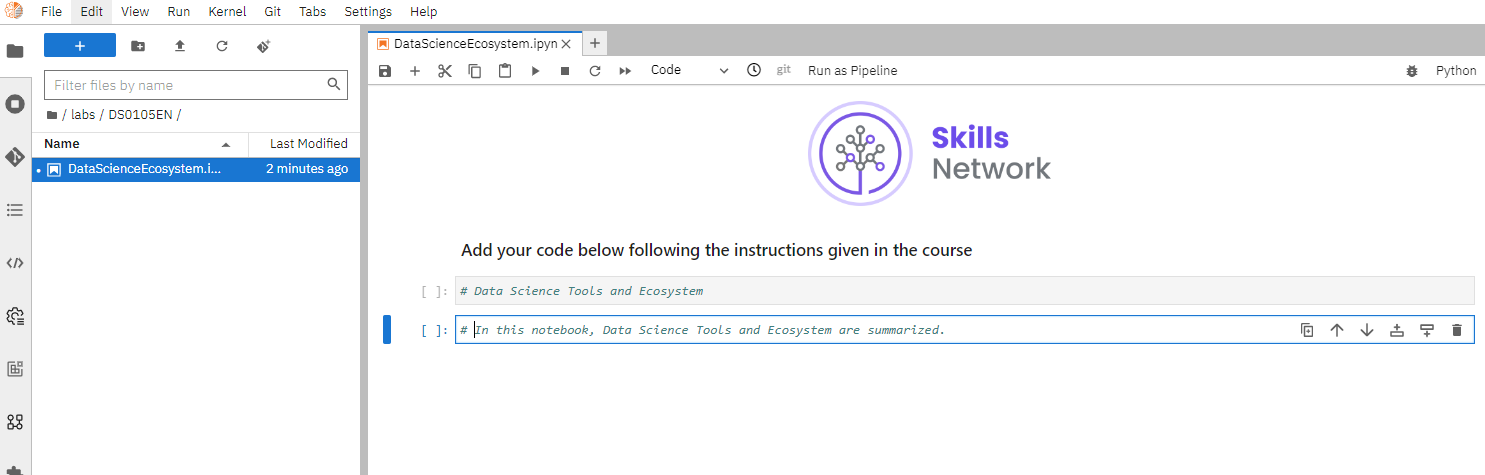 File Edit View Run Kernel Git Tabs Settings Help
+
DataScienceEcosystem.ipyn × +
Code git Run as Pipeline Python
Filter files by name
/ labs / DS0105EN /
Name Last Modified
DataScienceEcosystem.i... 2 minutes ago
Skills
Network
Add your code below following the instructions given in the course
[ ]: # Data Science Tools and Ecosystem
[ ]: # In this notebook, Data Science Tools and Ecosystem are summarized.